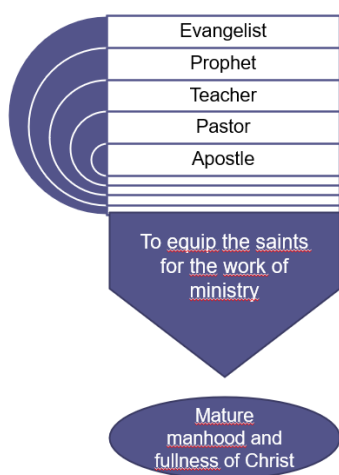 Evangelist
Prophet
Teacher
Pastor
Apostle
To equip the saints
for the work of
ministry
Mature
manhood and
fullness of Christ